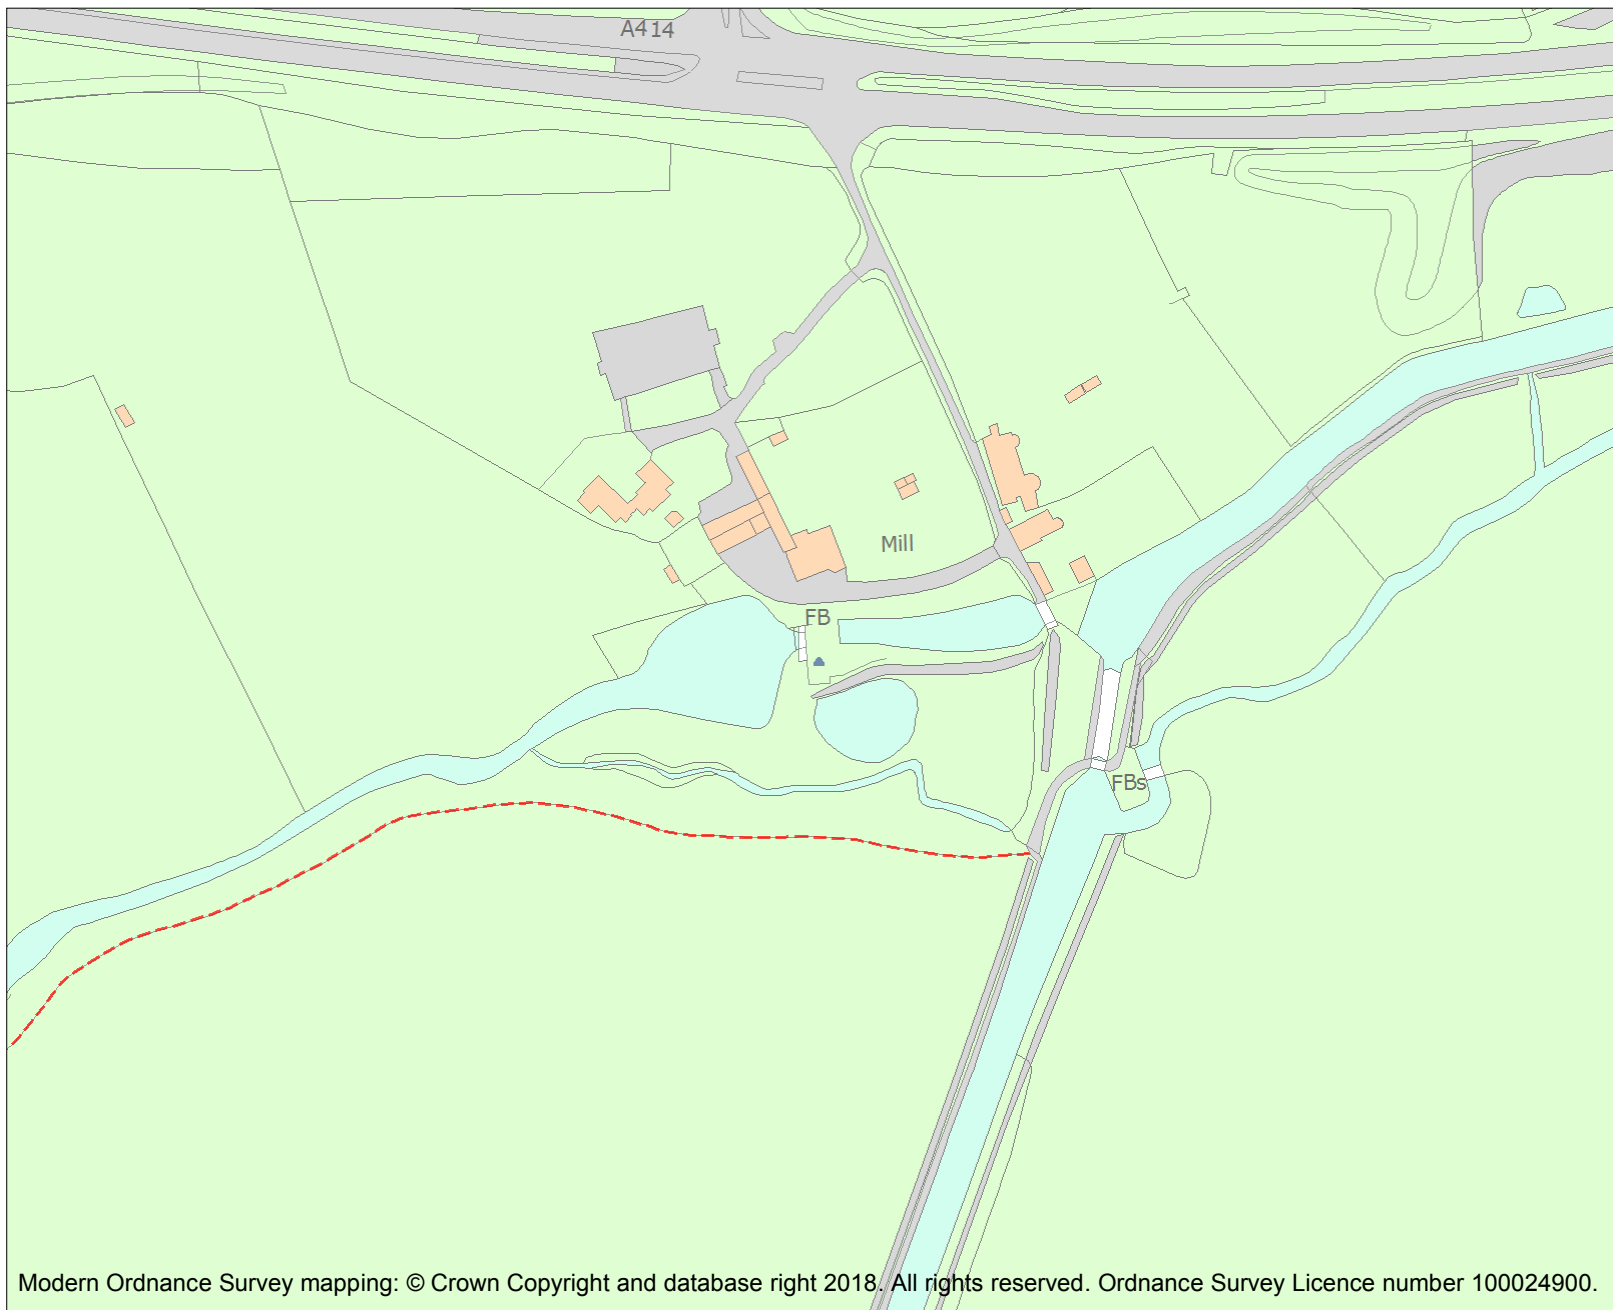 A414
Mill
FB
FBs
Modern Ordnance Survey mapping: © Crown Copyright and database right 2018. All rights reserved. Ordnance Survey Licence number 100024900.